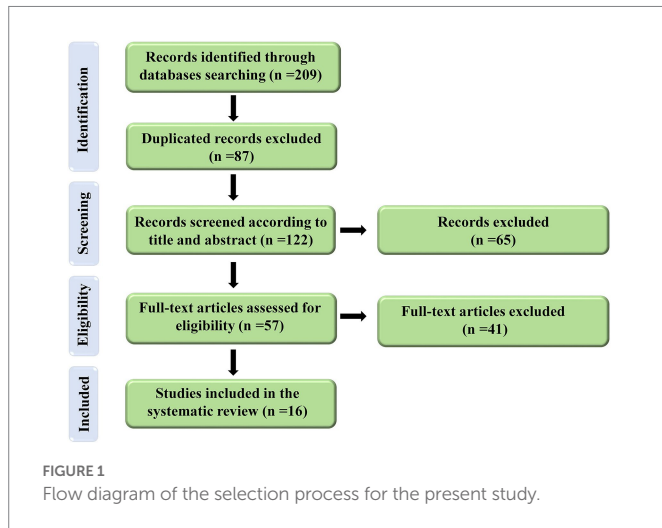 Identification
Records identified through
databases searching (n =209)
Duplicated records excluded
(n =87)
Screening
Records screened according to
title and abstract (n =122)
Records excluded
(n =65)
Eligibility
Full-text articles assessed for
eligibility (n =57)
Full-text articles excluded
(n =41)
Included
Studies included in the
systematic review (n =16)
FIGURE 1
Flow diagram of the selection process for the present study.